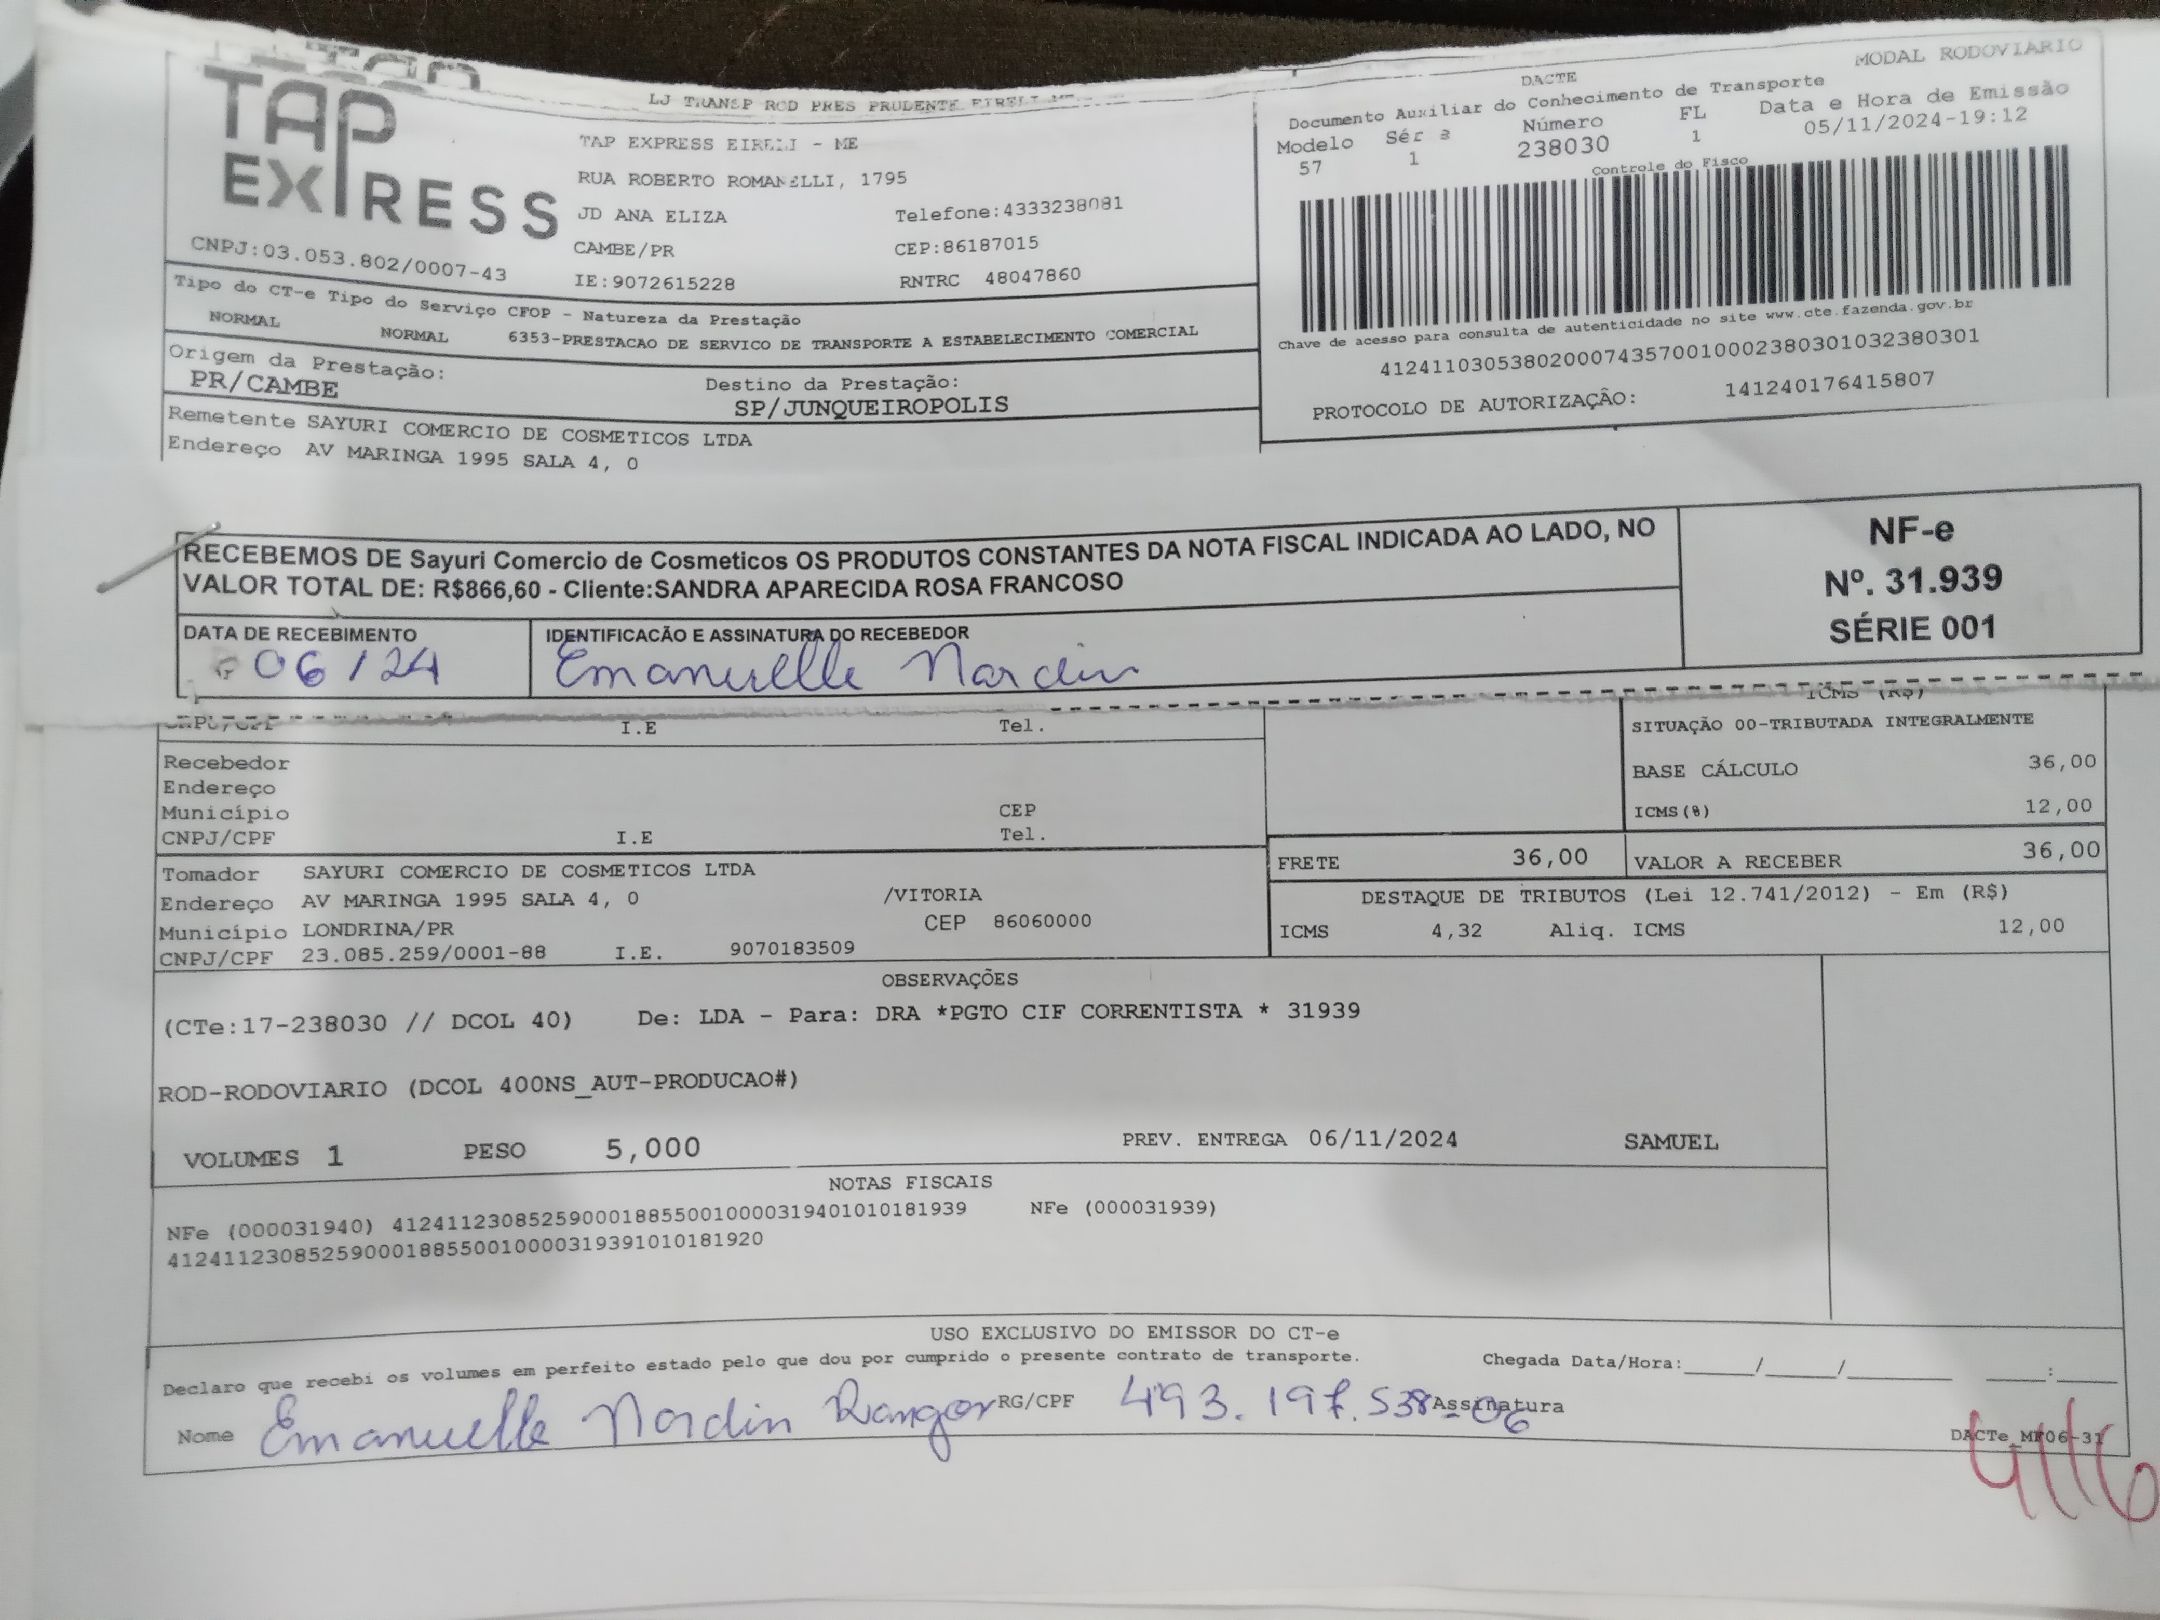 TAP
EXPRESS
CNPJ:03.053.802/0007-43
LJ TRANSP ROD PRES PRUDENTE EIRELI ME
TAP EXPRESS EIRELI - ME
RUA ROBERTO ROMANELLI, 1795
JD ANA ELIZA Telefone:4333238081
CAMBE/PR CEP:86187015
IE:9072615228 RNTRC 48047860
MODAL RODOVIARIO
DACTE
Documento Auxiliar do Conhecimento de Transporte
Modelo Série Número FL Data e Hora de Emissão
57 1 238030 1 05/11/2024-19:12
Controle do Fisco
Chave de acesso para consulta de autenticidade no site www.cte.fazenda.gov.br
41241103053802000743570010002380301032380301
PROTOCOLO DE AUTORIZAÇÃO: 141240176415807
Tipo do CT-e Tipo do Serviço CFOP - Natureza da Prestação
NORMAL NORMAL 6353-PRESTACAO DE SERVICO DE TRANSPORTE A ESTABELECIMENTO COMERCIAL
Origem da Prestação: Destino da Prestação:
PR/CAMBE SP/JUNQUEIROPOLIS
Remetente SAYURI COMERCIO DE COSMETICOS LTDA
Endereço AV MARINGA 1995 SALA 4, 0
RECEBEMOS DE Sayuri Comercio de Cosmeticos OS PRODUTOS CONSTANTES DA NOTA FISCAL INDICADA AO LADO, NO
VALOR TOTAL DE: R$866,60 - Cliente:SANDRA APARECIDA ROSA FRANCOSO
NF-e
Nº. 31.939
SÉRIE 001
DATA DE RECEBIMENTO IDENTIFICACÃO E ASSINATURA DO RECEBEDOR
06/24 Emanuelle Nardin
CNPJ/CPF I.E Tel.
Recebedor
Endereço
Município CEP
CNPJ/CPF I.E Tel.
ICMS (R$)
SITUAÇÃO 00-TRIBUTADA INTEGRALMENTE
BASE CÁLCULO 36,00
ICMS(%) 12,00
FRETE 36,00 VALOR A RECEBER 36,00
Tomador SAYURI COMERCIO DE COSMETICOS LTDA
Endereço AV MARINGA 1995 SALA 4, 0 /VITORIA
Município LONDRINA/PR CEP 86060000
CNPJ/CPF 23.085.259/0001-88 I.E. 9070183509
DESTAQUE DE TRIBUTOS (Lei 12.741/2012) - Em (R$)
ICMS 4,32 Aliq. ICMS 12,00
OBSERVAÇÕES
(CTe:17-238030 // DCOL 40) De: LDA - Para: DRA *PGTO CIF CORRENTISTA * 31939
ROD-RODOVIARIO (DCOL 400NS_AUT-PRODUCAO#)
VOLUMES 1 PESO 5,000 PREV. ENTREGA 06/11/2024 SAMUEL
NOTAS FISCAIS
NFe (000031940) 41241123085259000188550010000319401010181939 NFe (000031939)
41241123085259000188550010000319391010181920
USO EXCLUSIVO DO EMISSOR DO CT-e
Declaro que recebi os volumes em perfeito estado pelo que dou por cumprido o presente contrato de transporte. Chegada Data/Hora:____/____/______ ____:____
Nome Emanuelle Nardin RG/CPF 493.197.538-06 Assinatura
DACTe_MF06-31